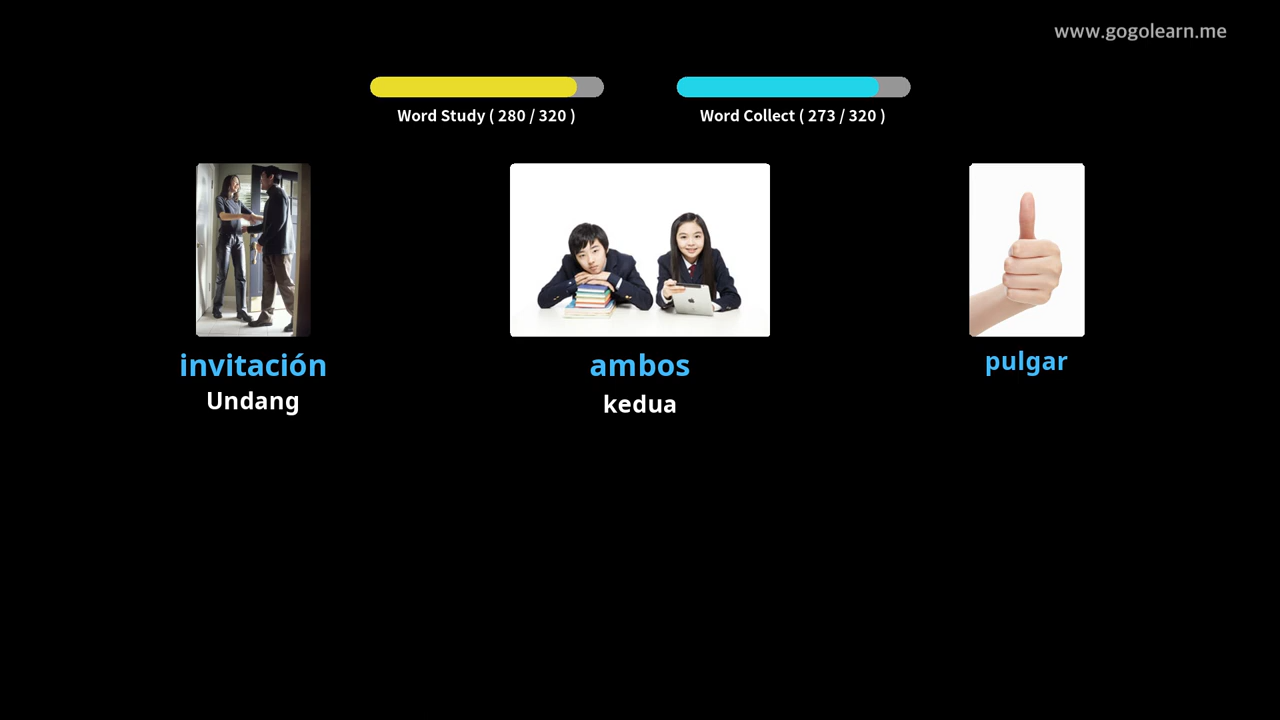 www.gogolearn.me
Word Study ( 280 / 320 )
Word Collect ( 273 / 320 )
invitación
Undang
ambos
kedua
pulgar